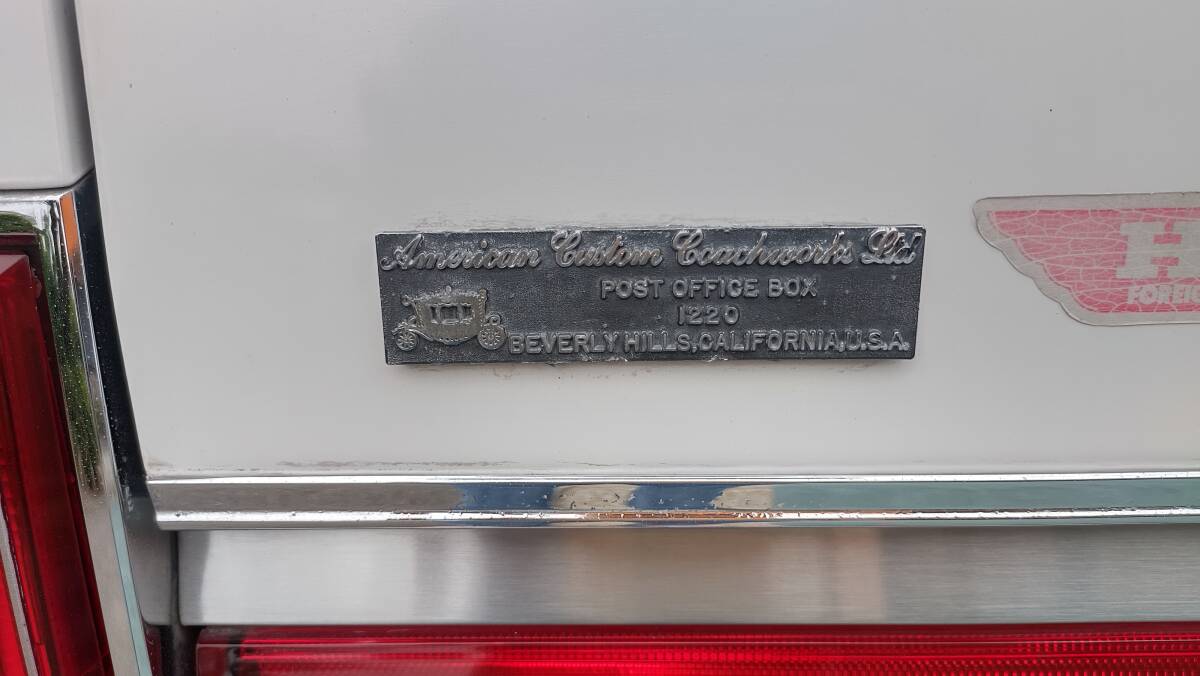 American Custom Coachworks Ltd
POST OFFICE BOX
1220
BEVERLY HILLS, CALIFORNIA, U.S.A.